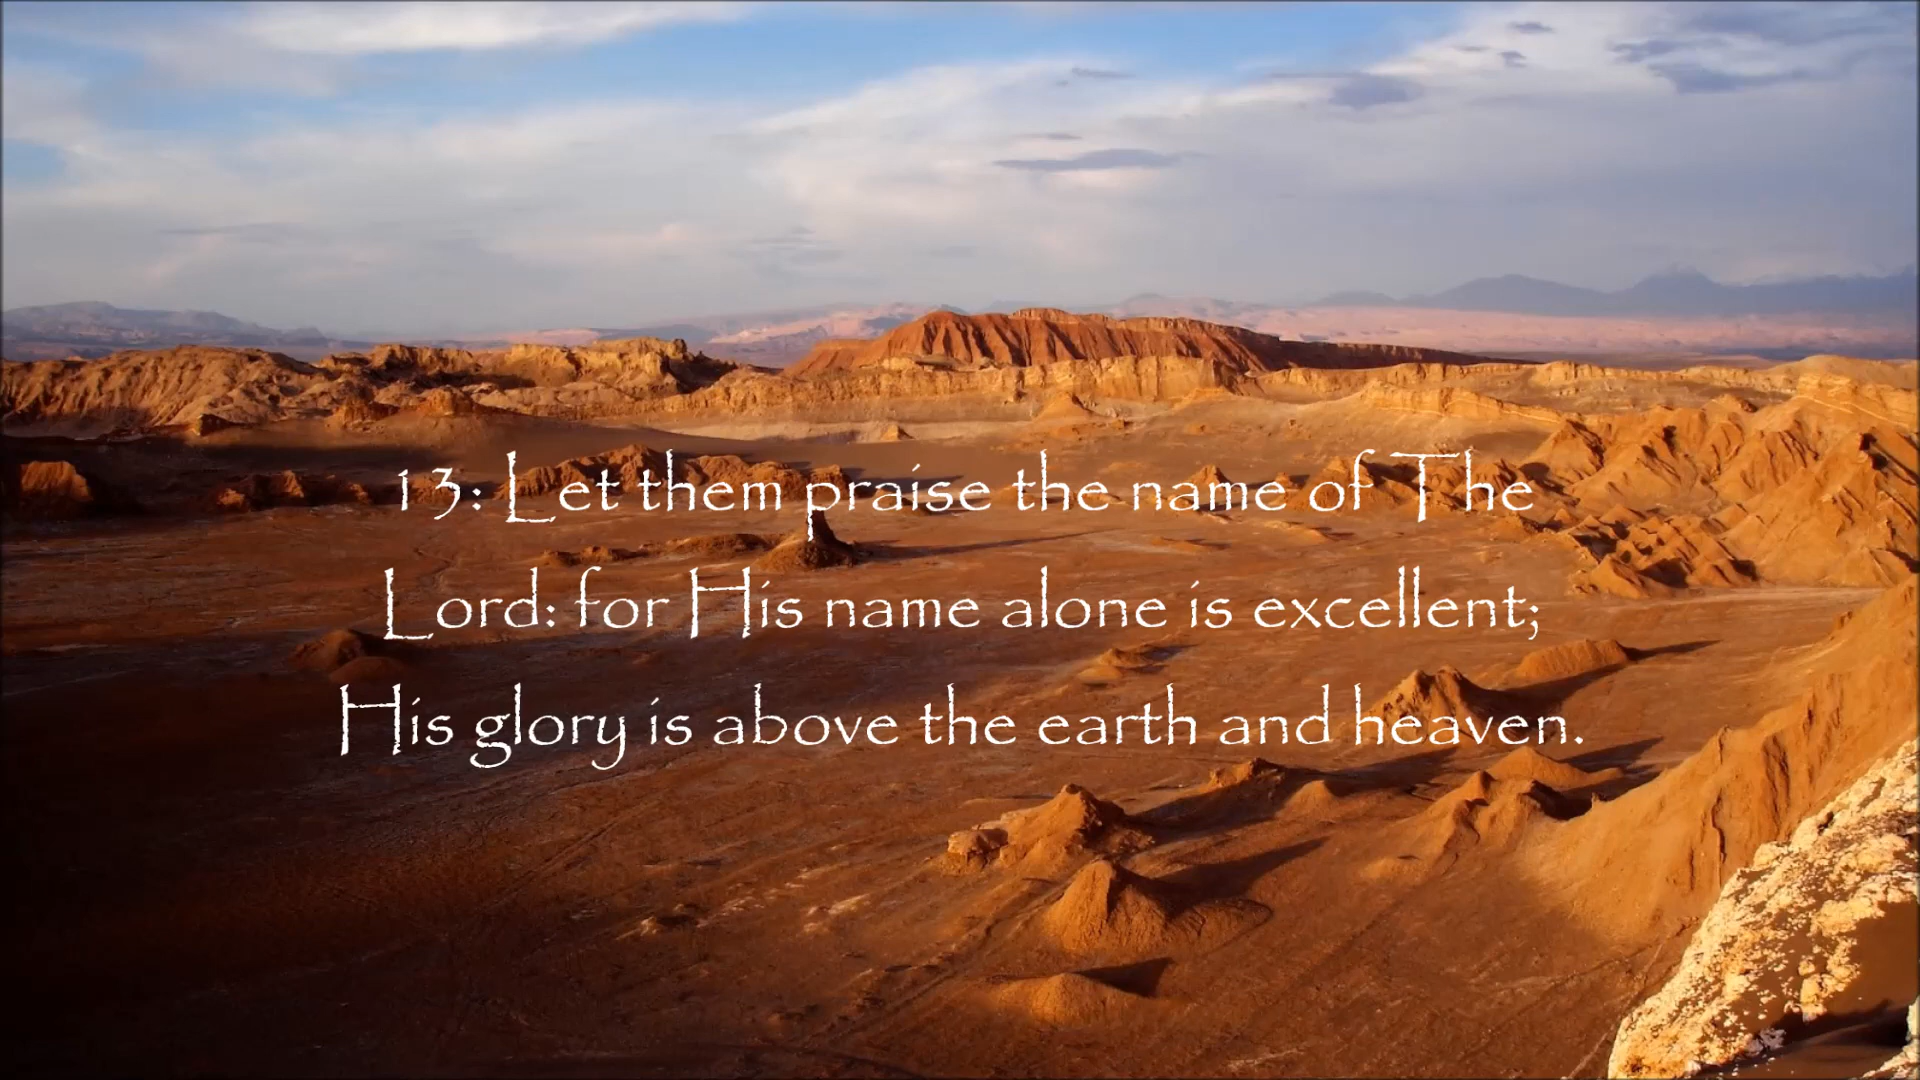 13: Let them praise the name of The
Lord: for His name alone is excellent;
His glory is above the earth and heaven.